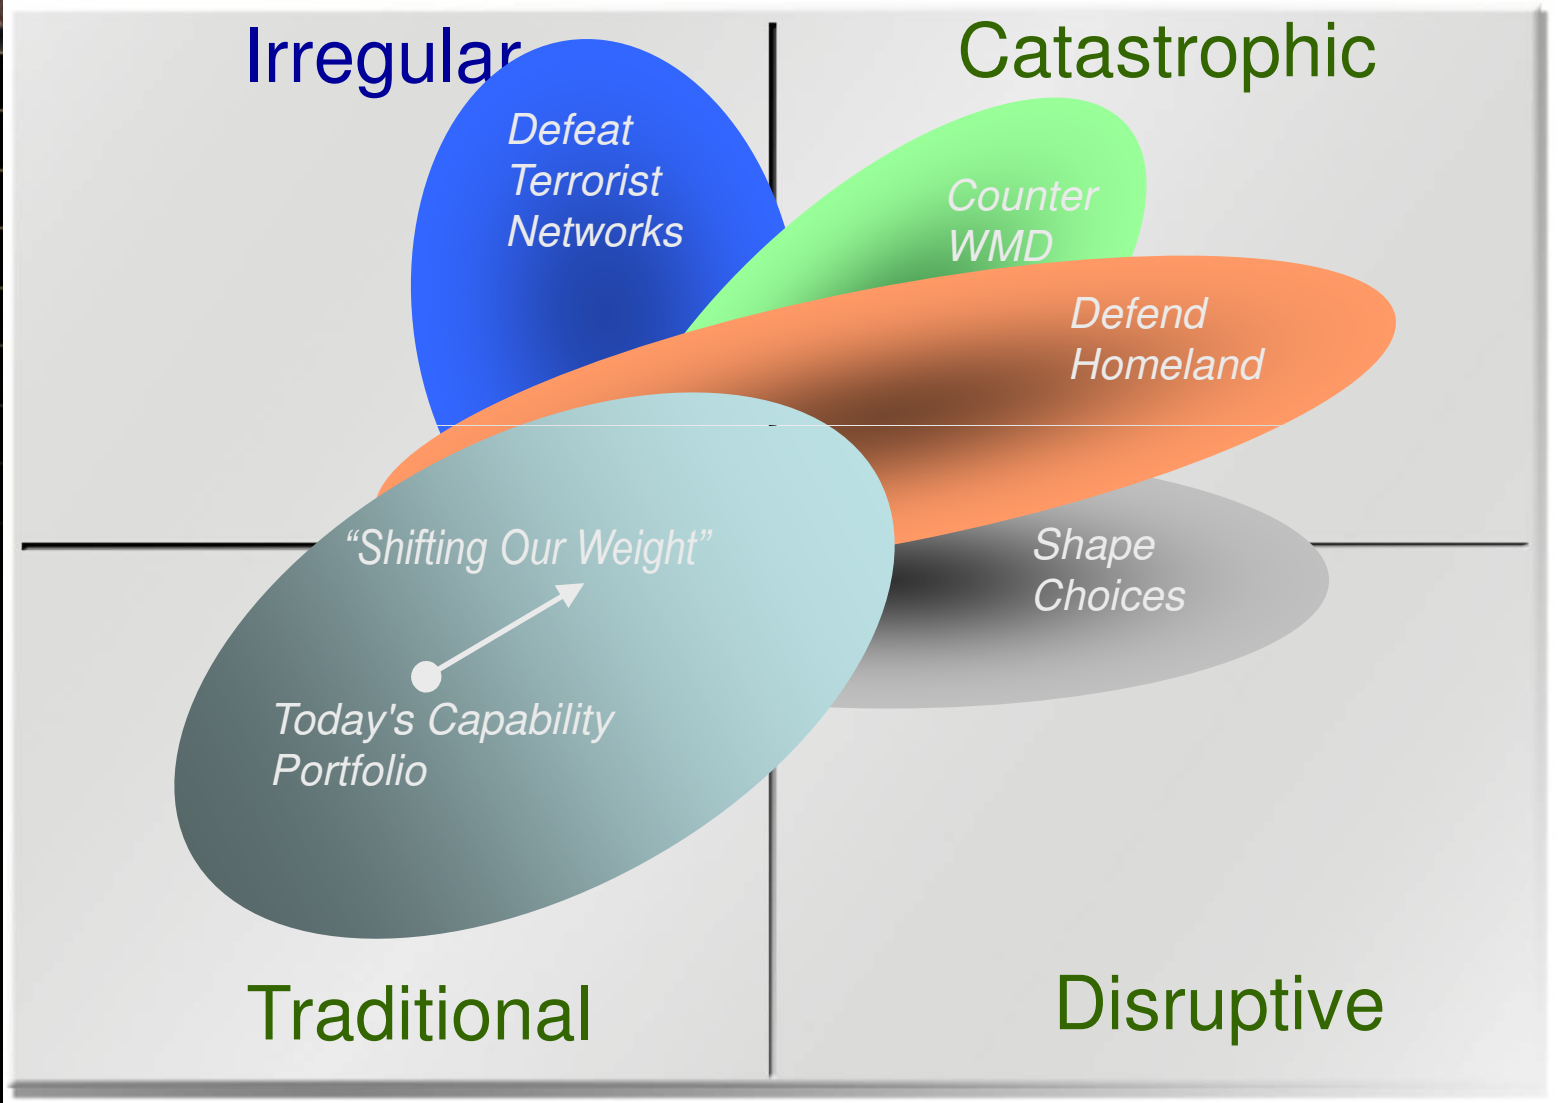 Irregular
Catastrophic
Defeat
Terrorist
Networks
Counter
WMD
Defend
Homeland
“Shifting Our Weight”
Shape
Choices
Today's Capability
Portfolio
Traditional
Disruptive